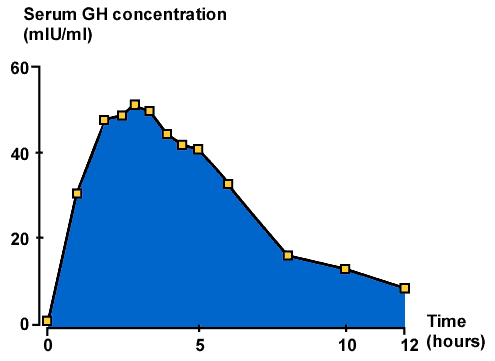 Serum GH concentration
(mIU/ml)
60
40
20
0
0 5 10 12
Time
(hours)